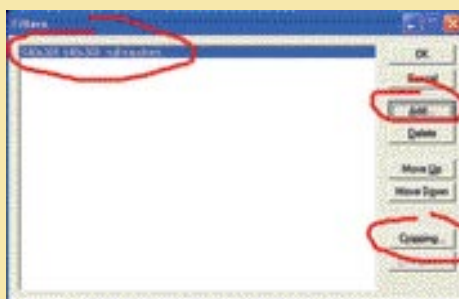 Filters
OK
Cancel
Add
Delete
Move Up
Move Down
Cropping...